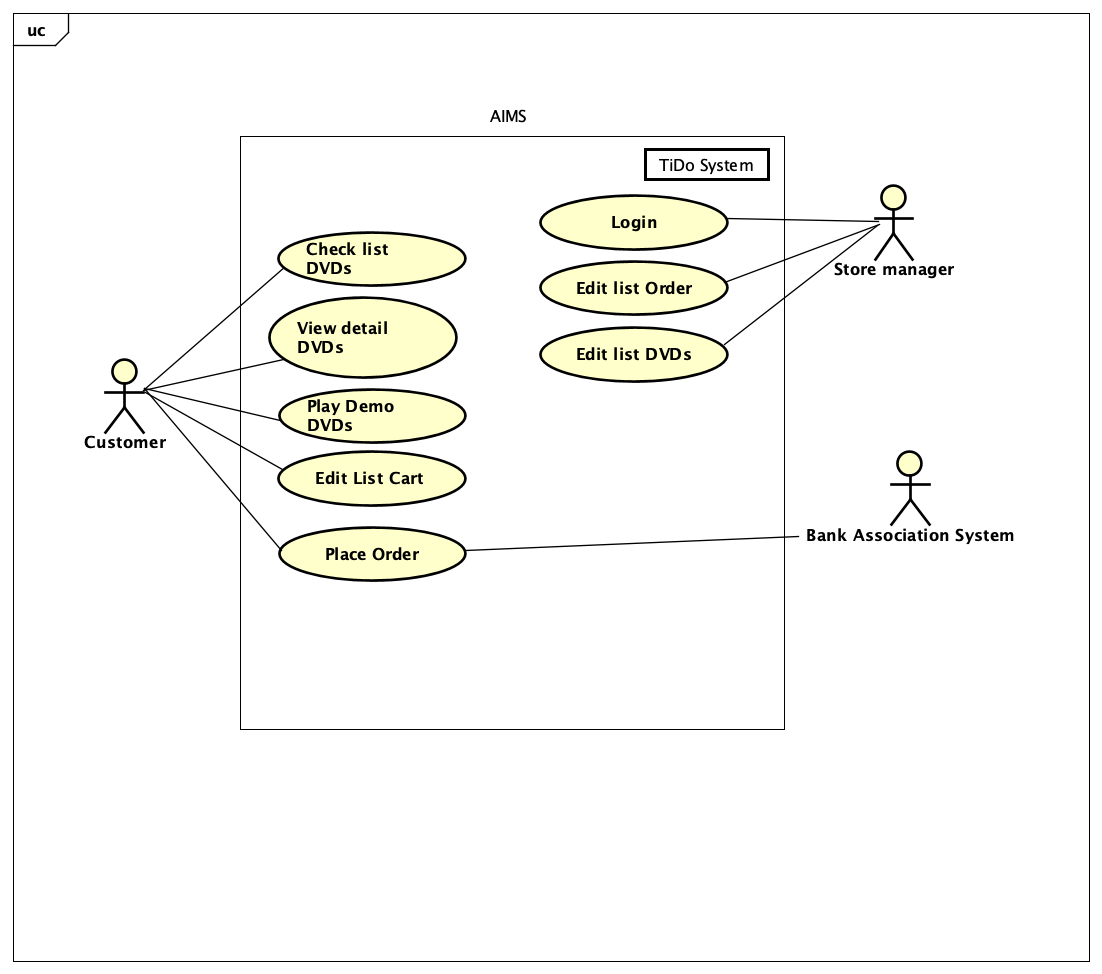 uc
AIMS
TiDo System
Login
Check list
DVDs
Store manager
Edit list Order
View detail
DVDs
Edit list DVDs
Play Demo
DVDs
Customer
Edit List Cart
Bank Association System
Place Order